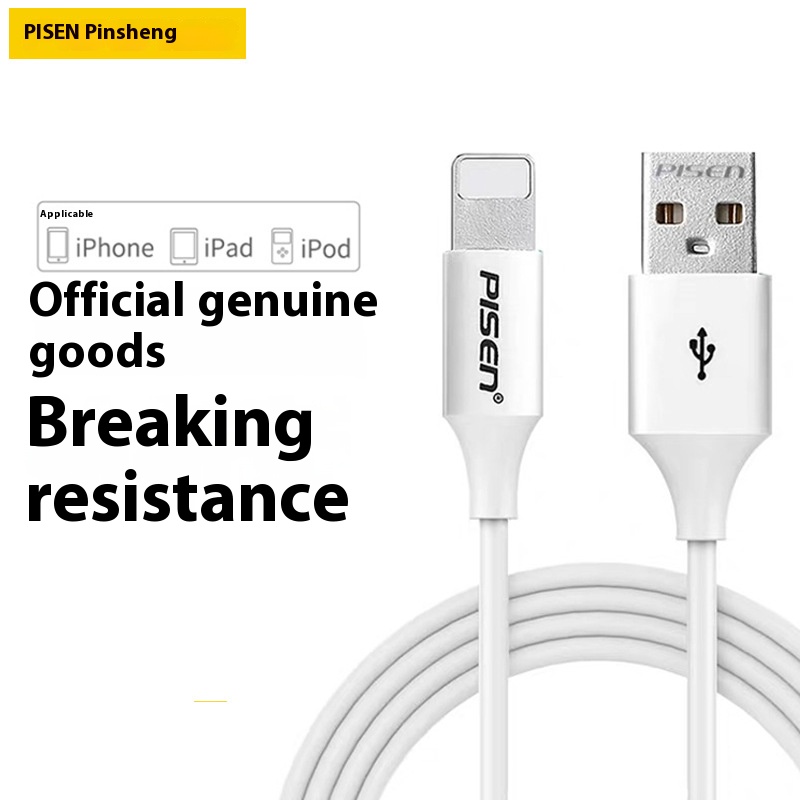 PISEN Pinsheng
Applicable
iPhone iPad iPod
Official genuine
goods
Breaking
resistance
PISEN®
PISEN